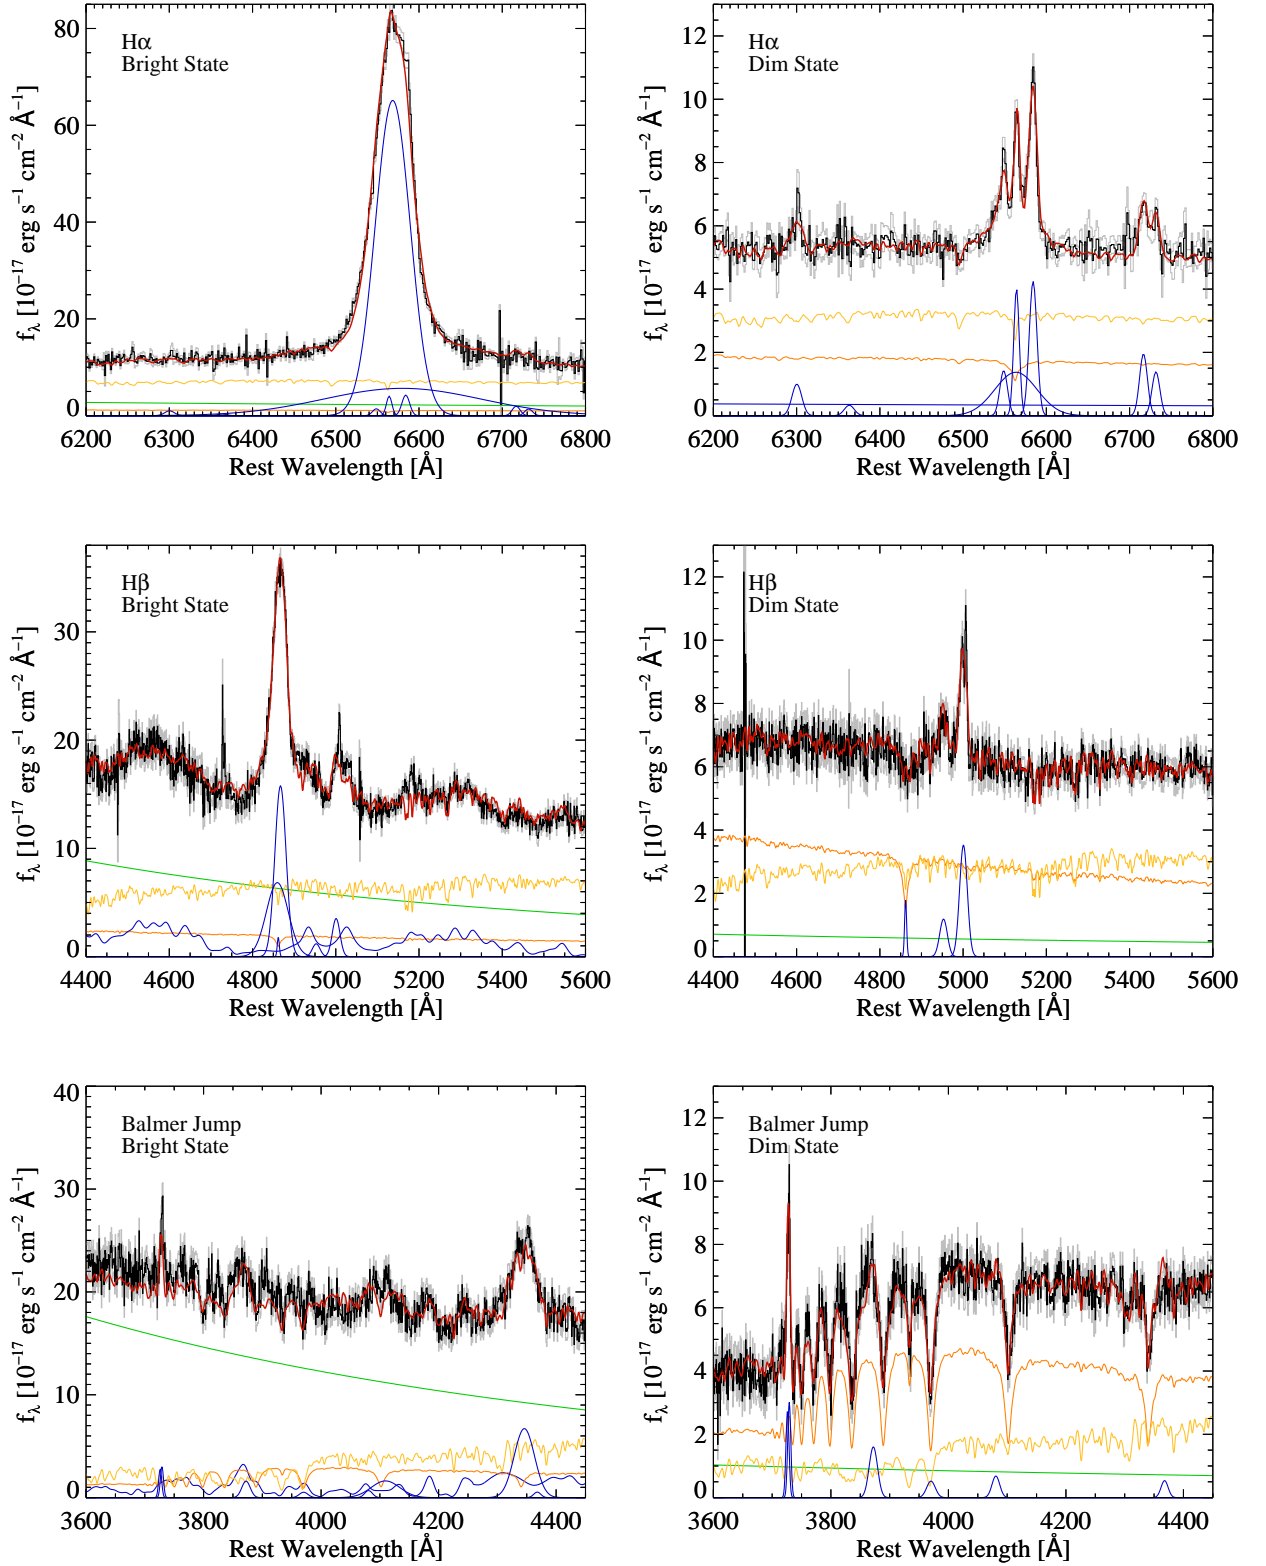 Hα
Bright State
80
60
40
20
0
6200 6300 6400 6500 6600 6700 6800
Rest Wavelength [Å]
f_λ [10⁻¹⁷ erg s⁻¹ cm⁻² Å⁻¹]
Hα
Dim State
12
10
8
6
4
2
0
6200 6300 6400 6500 6600 6700 6800
Rest Wavelength [Å]
f_λ [10⁻¹⁷ erg s⁻¹ cm⁻² Å⁻¹]
Hβ
Bright State
30
20
10
0
4400 4600 4800 5000 5200 5400 5600
Rest Wavelength [Å]
f_λ [10⁻¹⁷ erg s⁻¹ cm⁻² Å⁻¹]
Hβ
Dim State
12
10
8
6
4
2
0
4400 4600 4800 5000 5200 5400 5600
Rest Wavelength [Å]
f_λ [10⁻¹⁷ erg s⁻¹ cm⁻² Å⁻¹]
Balmer Jump
Bright State
40
30
20
10
0
3600 3800 4000 4200 4400
Rest Wavelength [Å]
f_λ [10⁻¹⁷ erg s⁻¹ cm⁻² Å⁻¹]
Balmer Jump
Dim State
12
10
8
6
4
2
0
3600 3800 4000 4200 4400
Rest Wavelength [Å]
f_λ [10⁻¹⁷ erg s⁻¹ cm⁻² Å⁻¹]